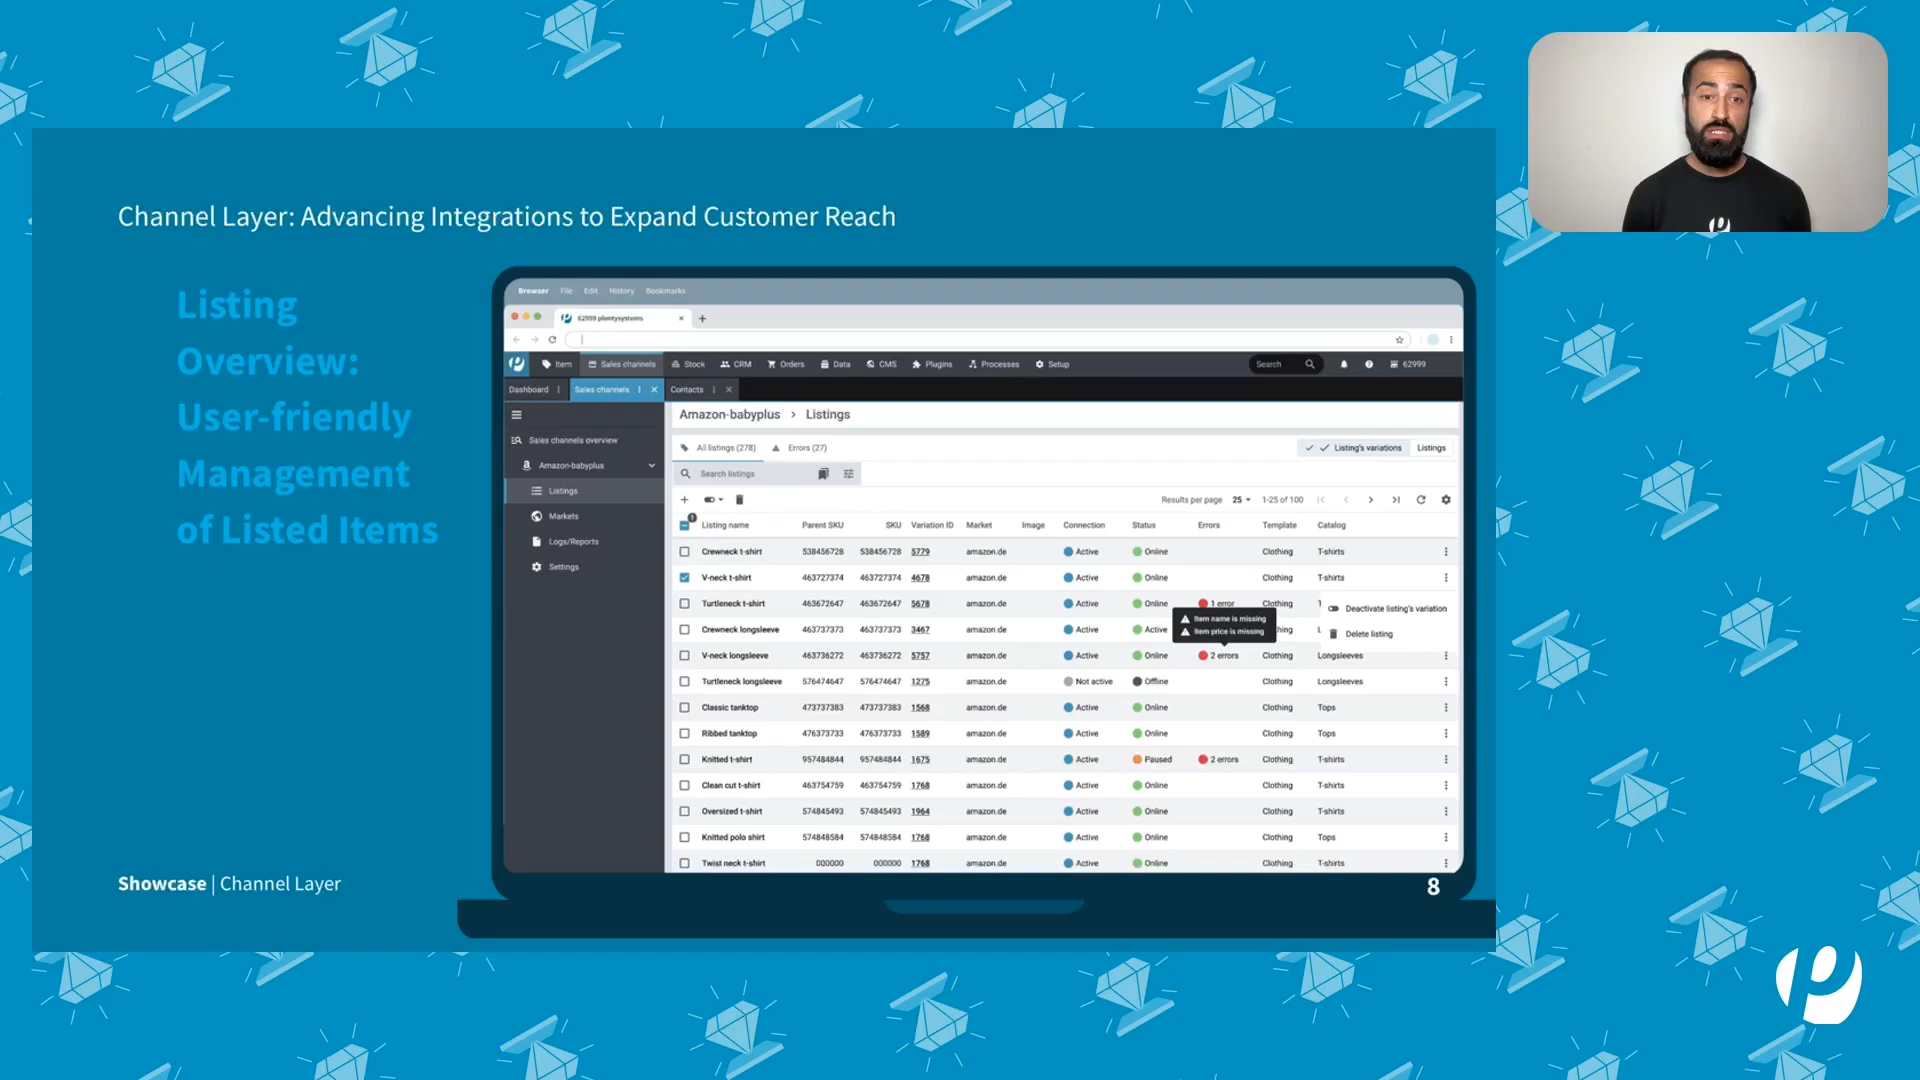 Channel Layer: Advancing Integrations to Expand Customer Reach
Listing
Overview:
User-friendly
Management
of Listed Items
Browser File Edit History Bookmarks
62999 plentysystems
Item Sales channels Stock CRM Orders Data CMS Plugins Processes Setup Search 62999
Dashboard Sales channels Contacts
Sales channels overview
Amazon-babyplus
Listings
Markets
Logs/Reports
Settings
Amazon-babyplus > Listings
All listings (278) Errors (27) Listing's variations Listings
Search listings
Results per page 25 1-25 of 100
1
Listing name Parent SKU SKU Variation ID Market Image Connection Status Errors Template Catalog
Crewneck t-shirt 538456728 538456728 5779 amazon.de Active Online Clothing T-shirts
V-neck t-shirt 463727374 463727374 4678 amazon.de Active Online Clothing T-shirts
Turtleneck t-shirt 463672647 463672647 5678 amazon.de Active Online 1 error Clothing
Deactivate listing's variation
Item name is missing
Item price is missing
Crewneck longsleeve 463737373 463737373 3467 amazon.de Active Active
Delete listing
V-neck longsleeve 463736272 463736272 5757 amazon.de Active Online 2 errors Clothing Longsleeves
Turtleneck longsleeve 576474647 576474647 1275 amazon.de Not active Offline Clothing Longsleeves
Classic tanktop 473737383 473737383 1568 amazon.de Active Online Clothing Tops
Ribbed tanktop 476373733 476373733 1589 amazon.de Active Online Clothing Tops
Knitted t-shirt 957484844 957484844 1675 amazon.de Active Paused 2 errors Clothing T-shirts
Clean cut t-shirt 463754759 463754759 1768 amazon.de Active Online Clothing T-shirts
Oversized t-shirt 574845493 574845493 1964 amazon.de Active Online Clothing T-shirts
Knitted polo shirt 574848584 574848584 1768 amazon.de Active Online Clothing Tops
Twist neck t-shirt 000000 000000 1768 amazon.de Active Online Clothing T-shirts
Showcase | Channel Layer
8